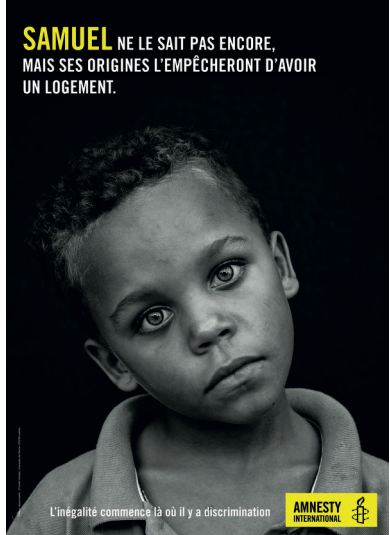 SAMUEL NE LE SAIT PAS ENCORE,
MAIS SES ORIGINES L'EMPÊCHERONT D'AVOIR
UN LOGEMENT.
L'inégalité commence là où il y a discrimination
AMNESTY
INTERNATIONAL